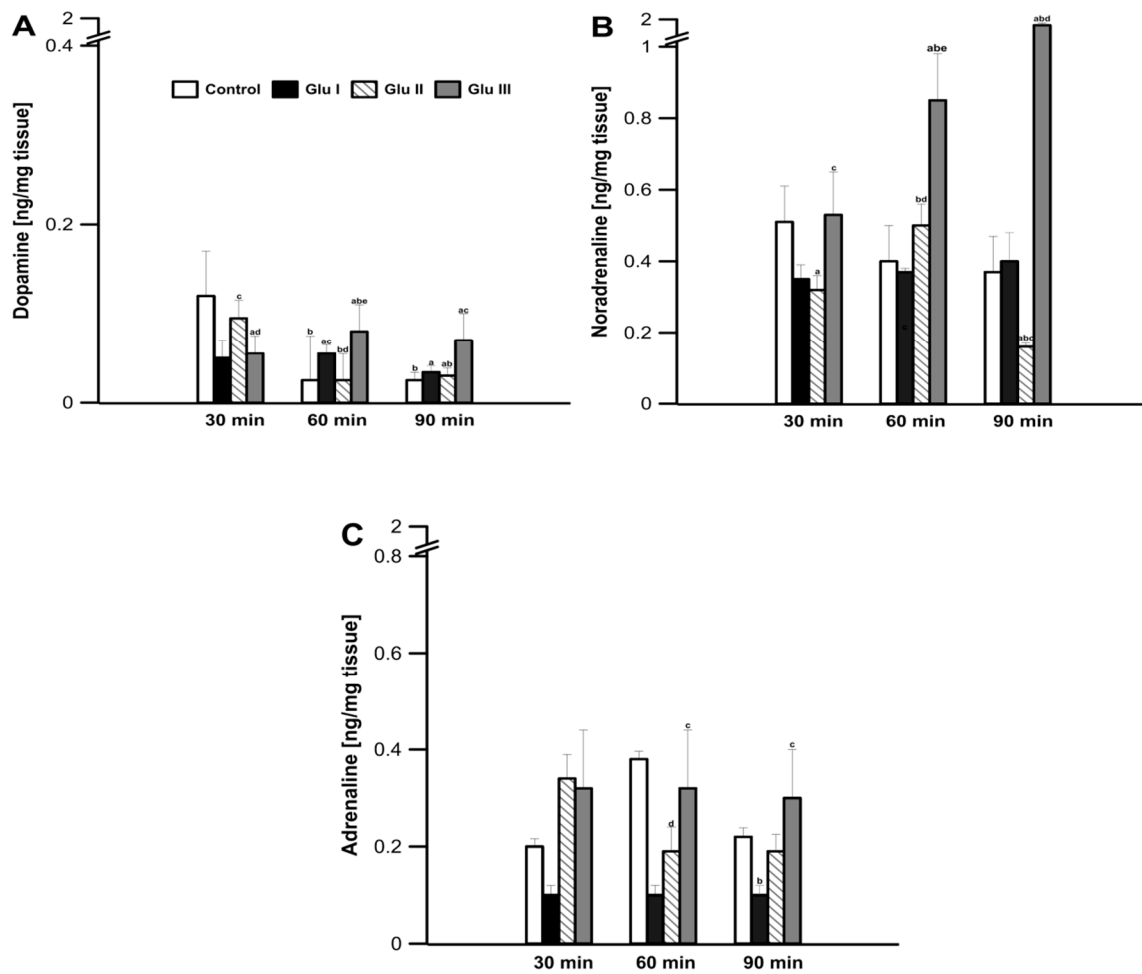 A
2
0.4
Control Glu I Glu II Glu III
Dopamine [ng/mg tissue]
0.2
c
ad
b
ac
bd
abe
b
a
ab
ac
0
30 min 60 min 90 min
B
2
1
abd
abe
0.8
Noradrenaline [ng/mg tissue]
0.6
c
bd
0.4
a
c
0.2
abc
0
30 min 60 min 90 min
C
2
0.8
Adrenaline [ng/mg tissue]
0.6
0.4
c
c
d
0.2
b
0
30 min 60 min 90 min